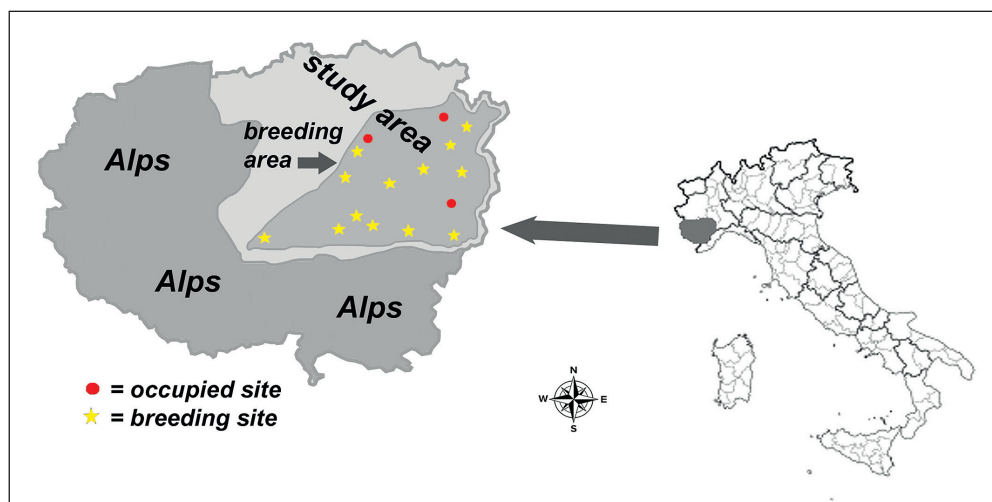 study area
breeding
area
Alps
Alps
Alps
= occupied site
= breeding site
N
W E
S